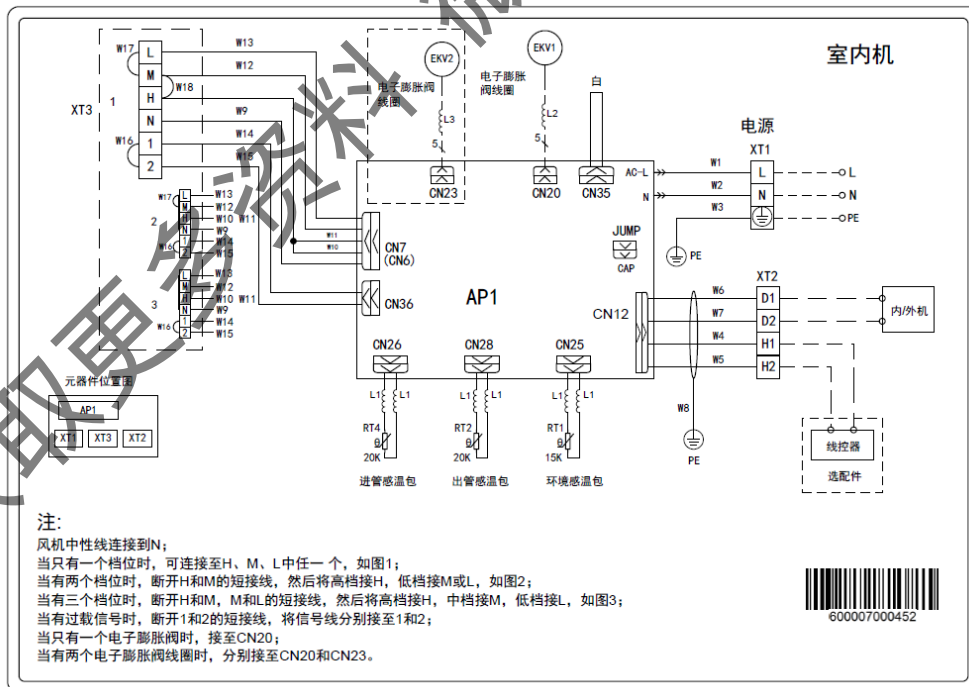 取更多资料
室内机
W17
L
W13
M
W12
W18
XT3
1
H
N
W9
W14
W16
1
2
W15
EKV2
EKV1
电子膨胀阀
线圈
电子膨胀
阀线圈
白
L3
L2
5
5
CN23
CN20
CN35
电源
XT1
AC-L
W1
L
L
N
W2
N
N
W3
PE
PE
JUMP
CAP
W17
L
W13
M
W12
2
H
W10
W11
N
W9
W16
1
W14
2
W15
W11
W10
CN7
(CN6)
CN36
AP1
L
W13
M
W12
3
H
W10
W11
N
W9
W16
1
W14
2
W15
XT2
CN12
W6
D1
W7
D2
W4
H1
W5
H2
内/外机
W8
PE
线控器
选配件
CN26
CN28
CN25
L1
L1
L1
L1
L1
L1
RT4
θ
20K
RT2
θ
20K
RT1
θ
15K
进管感温包
出管感温包
环境感温包
元器件位置图
AP1
XT1
XT3
XT2
注:
风机中性线连接到N;
当只有一个档位时，可连接至H、M、L中任一个，如图1;
当有两个档位时，断开H和M的短接线，然后将高档接H，低档接M或L，如图2;
当有三个档位时，断开H和M，M和L的短接线，然后将高档接H，中档接M，低档接L，如图3;
当有过载信号时，断开1和2的短接线，将信号线分别接至1和2;
当只有一个电子膨胀阀时，接至CN20;
当有两个电子膨胀阀线圈时，分别接至CN20和CN23。
600007000452